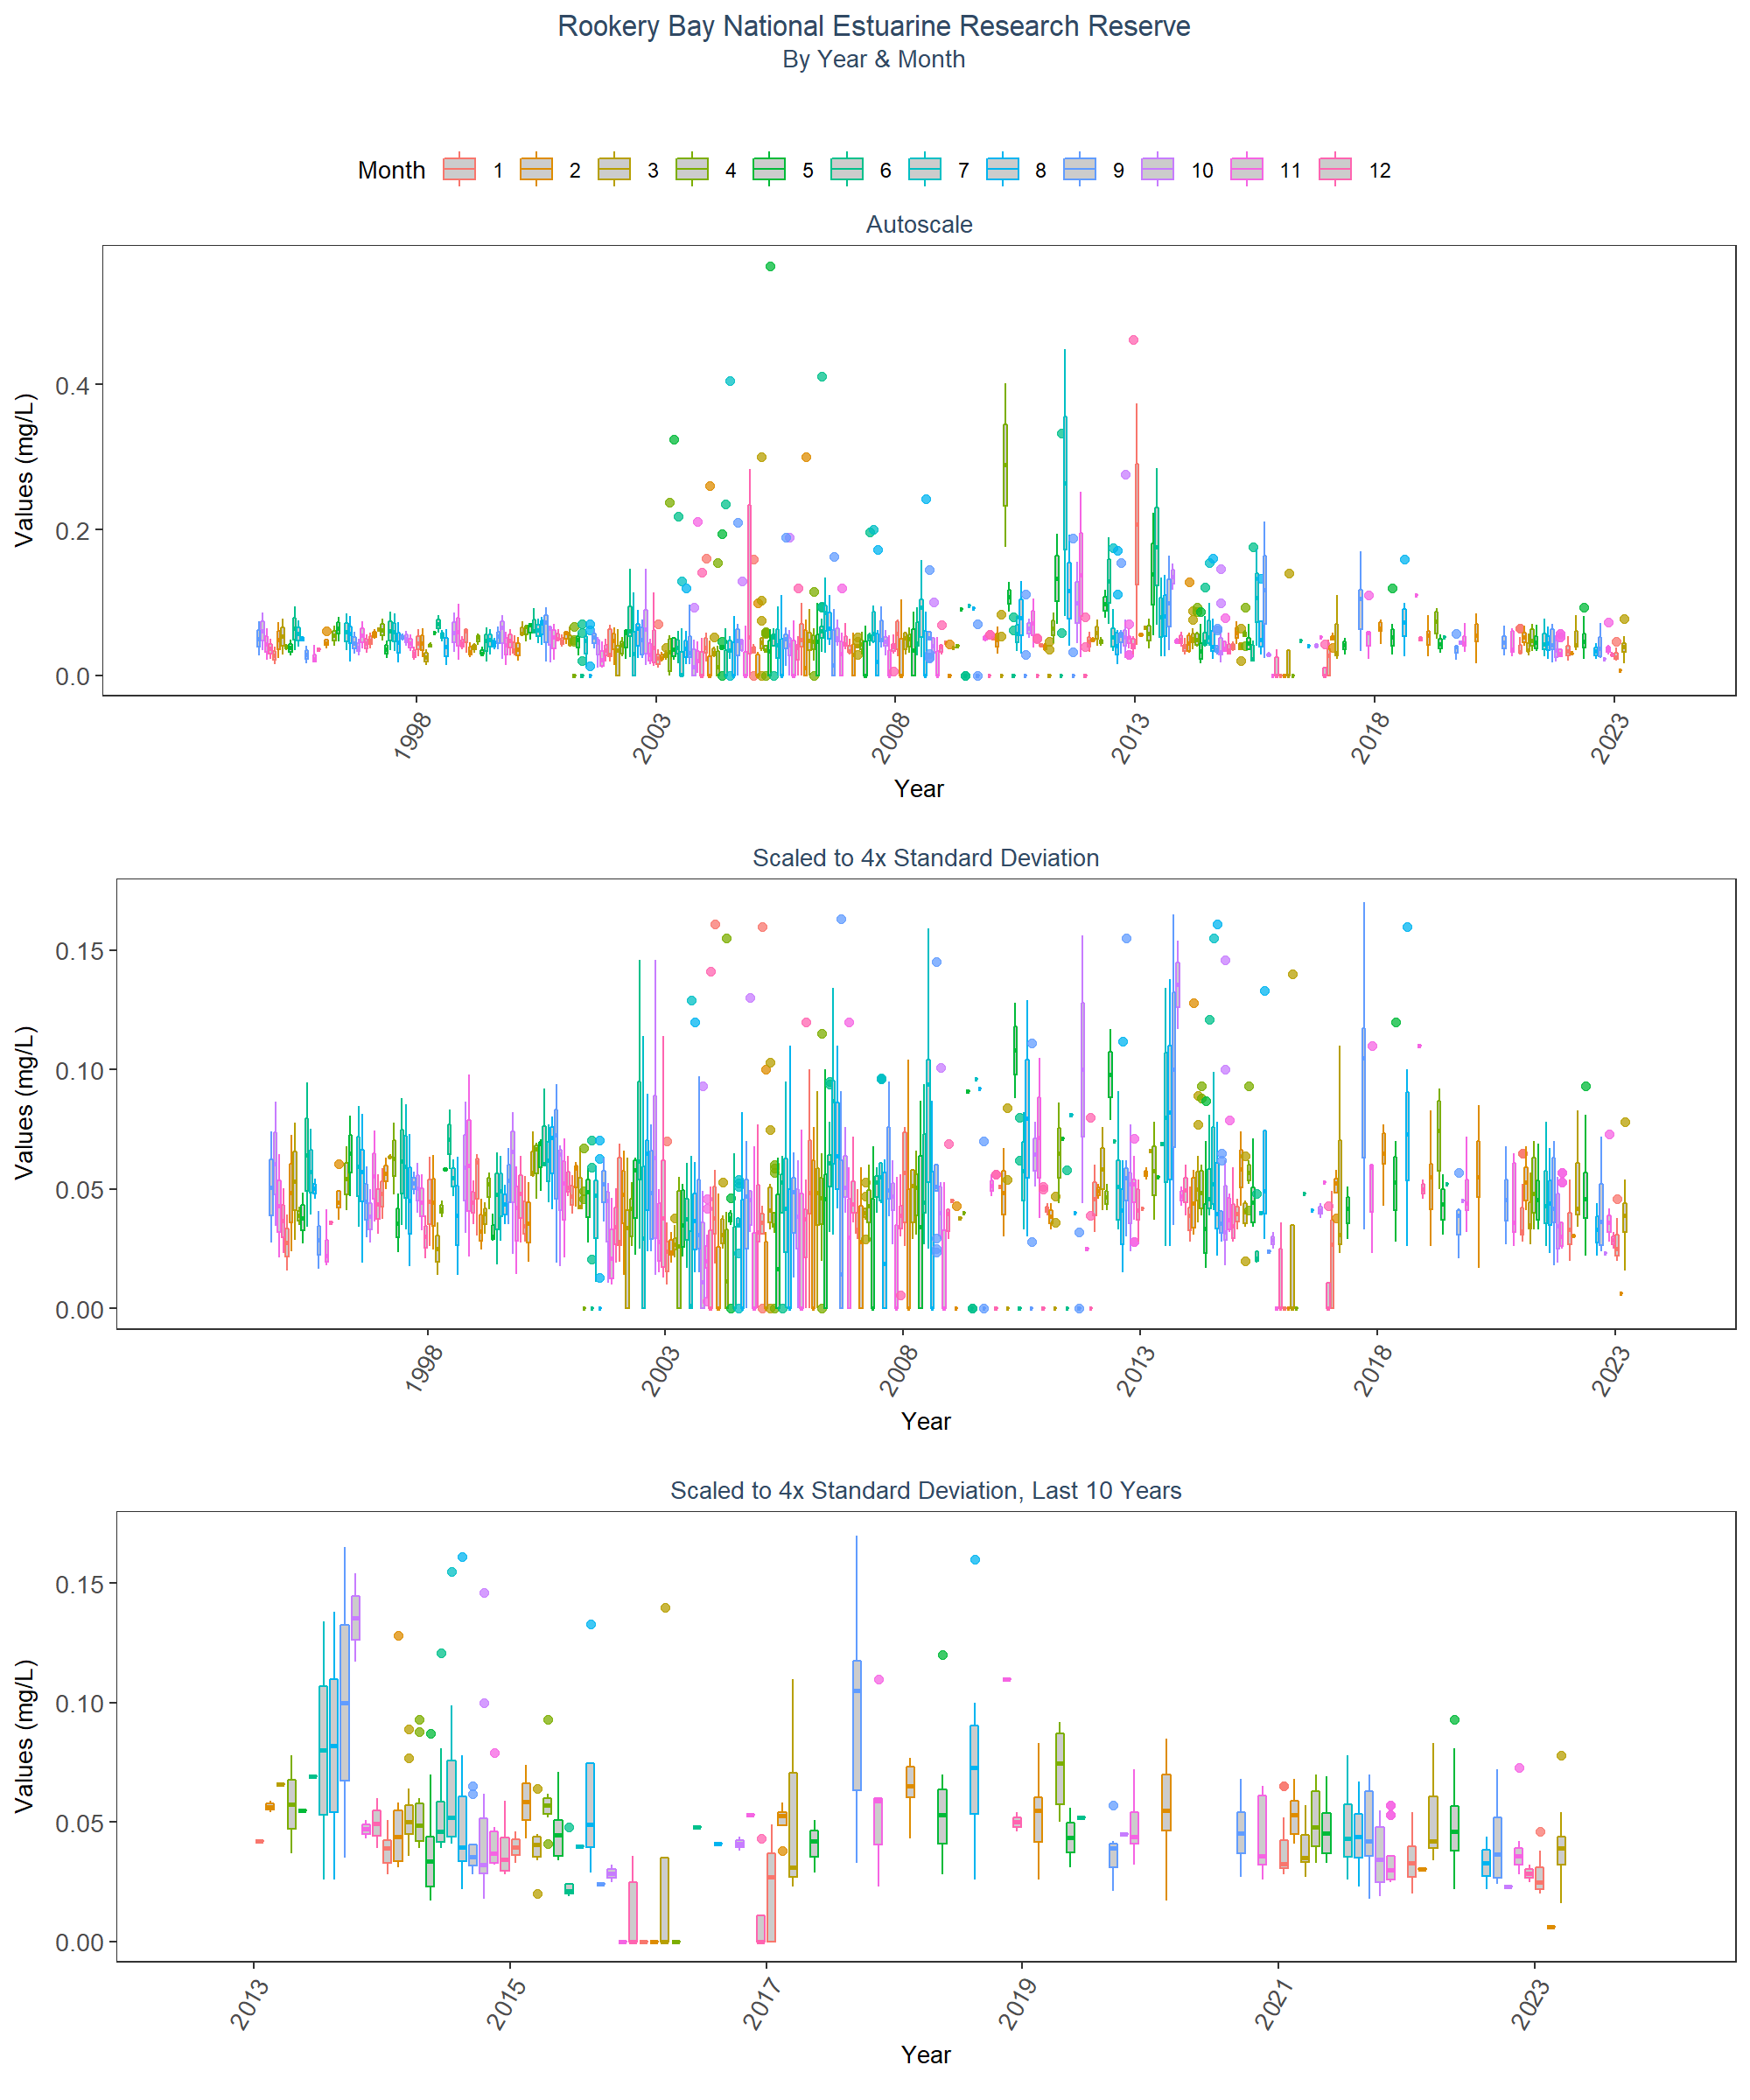 Rookery Bay National Estuarine Research Reserve
By Year & Month
Month 1 2 3 4 5 6 7 8 9 10 11 12
Autoscale
Values (mg/L)
0.4
0.2
0.0
1998 2003 2008 2013 2018 2023
Year
Scaled to 4x Standard Deviation
Values (mg/L)
0.15
0.10
0.05
0.00
1998 2003 2008 2013 2018 2023
Year
Scaled to 4x Standard Deviation, Last 10 Years
Values (mg/L)
0.15
0.10
0.05
0.00
2013 2015 2017 2019 2021 2023
Year